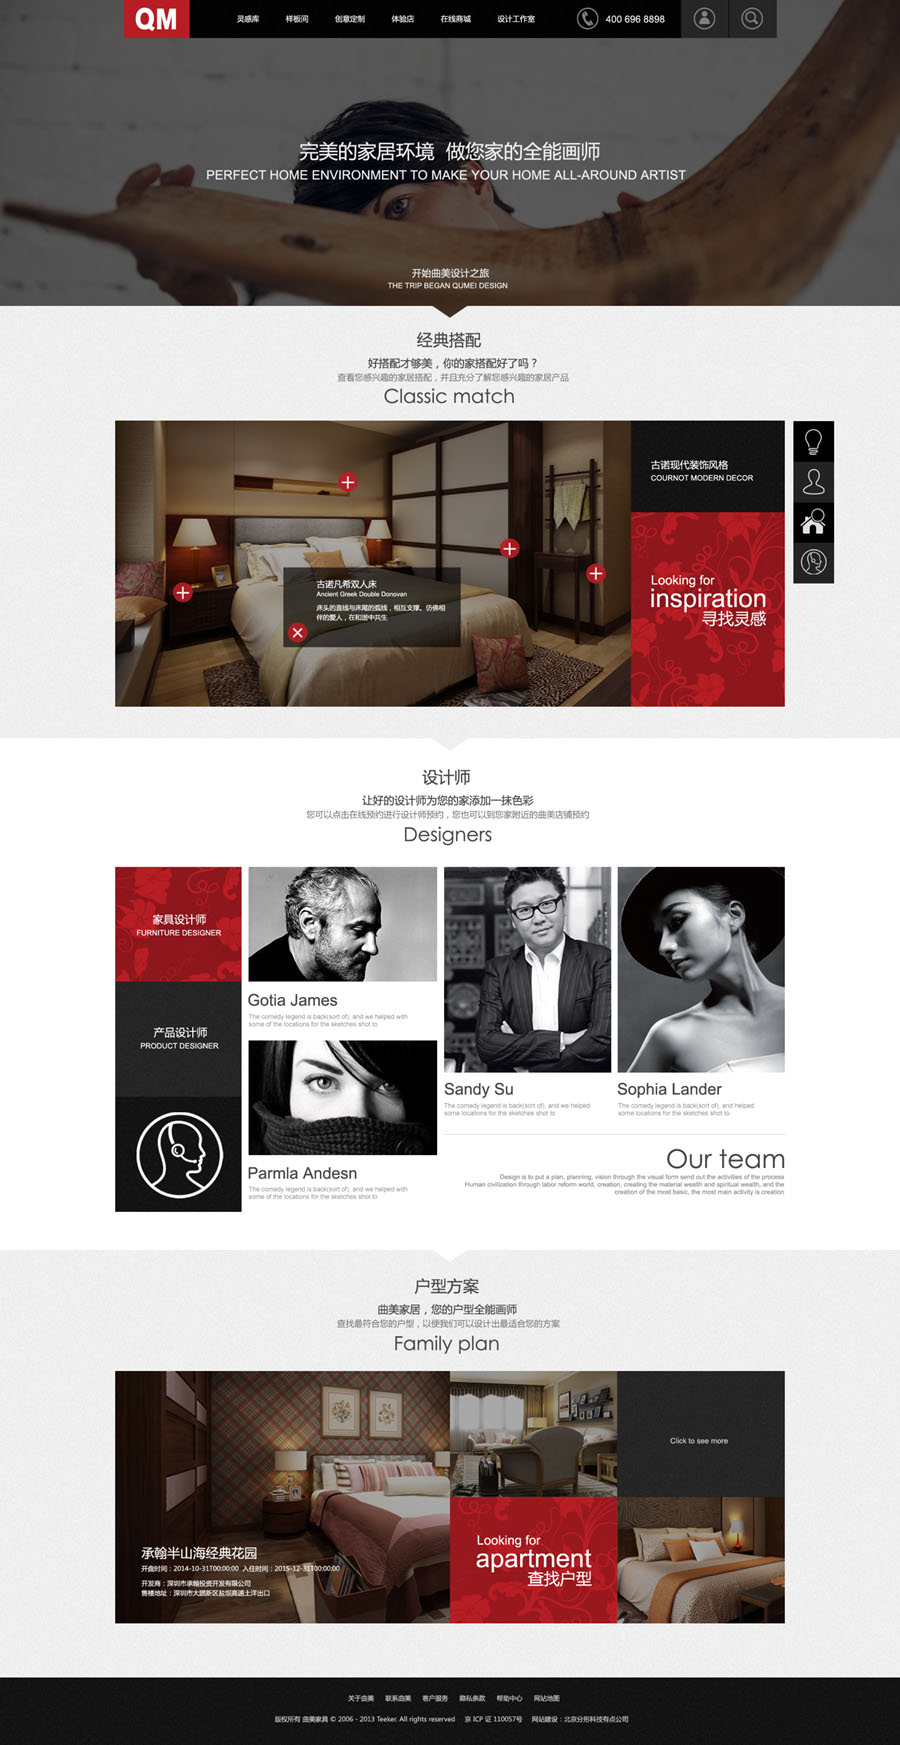 QM
灵感库 样板间 创意定制 体验店 在线商城 设计工作室 400 696 8898
完美的家居环境 做您家的全能画师
PERFECT HOME ENVIRONMENT TO MAKE YOUR HOME ALL-AROUND ARTIST
开始曲美设计之旅
THE TRIP BEGAN QUMEI DESIGN
经典搭配
好搭配才够美，你的家搭配好了吗？
查看您感兴趣的家居搭配，并且充分了解您感兴趣的家居产品
Classic match
古诺现代装饰风格
COURNOT MODERN DECOR
古诺凡希双人床
Ancient Greek Double Donovan
床头的直线与床尾的弧线，相互支撑。仿佛相
伴的爱人，在和谐中共生
Looking for
inspiration
寻找灵感
设计师
让好的设计师为您的家添加一抹色彩
您可以点击在线预约进行设计师预约，您也可以到您家附近的曲美店铺预约
Designers
家具设计师
FURNITURE DESIGNER
产品设计师
PRODUCT DESIGNER
Gotia James
The comedy legend is back(sort of), and we helped with
some of the locations for the sketches shot to
Parmla Andesn
The comedy legend is back(sort of), and we helped with
some of the locations for the sketches shot to
Sandy Su
The comedy legend is back(sort of), and we helped
some locations for the sketches shot to
Sophia Lander
The comedy legend is back(sort of), and helped
some locations for the sketches shot to
Our team
Design is to put a plan, planning, vision through the visual form send out the activities of the process
Human civilization through labor reform world, creation, creating the material wealth and spiritual wealth, and the
creation of the most basic, the most main activity is creation
户型方案
曲美家居，您的户型全能画师
查找最符合您的户型，以便我们可以设计出最适合您的方案
Family plan
承翰半山海经典花园
开盘时间：2014-10-31T00:00:00 入住时间：2015-12-31T00:00:00
开发商：深圳市承翰投资开发有限公司
售楼地址：深圳市大鹏新区盐坝高速土洋出口
Click to see more
Looking for
apartment
查找户型
关于曲美 联系曲美 客户服务 隐私条款 帮助中心 网站地图
版权所有 曲美家具 © 2006 - 2013 Teeker. All rights reserved 京 ICP 证 110057号 网站建设：北京分形科技有点公司